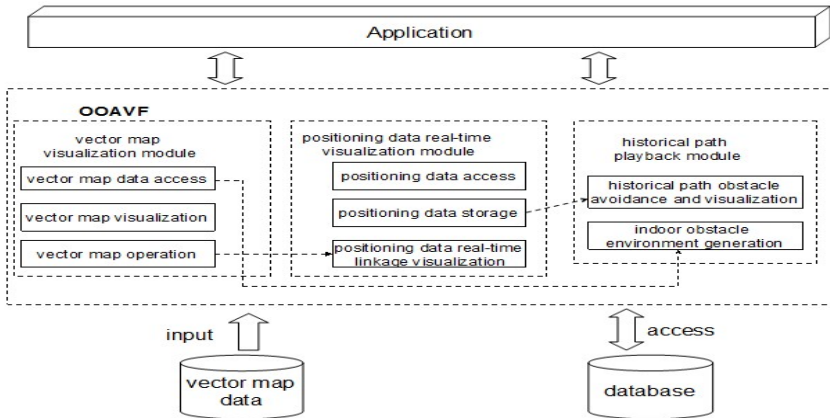 Application
OOAVF
vector map
visualization module
vector map data access
vector map visualization
vector map operation
positioning data real-time
visualization module
positioning data access
positioning data storage
positioning data real-time
linkage visualization
historical path
playback module
historical path obstacle
avoidance and visualization
indoor obstacle
environment generation
input
access
vector map
data
database